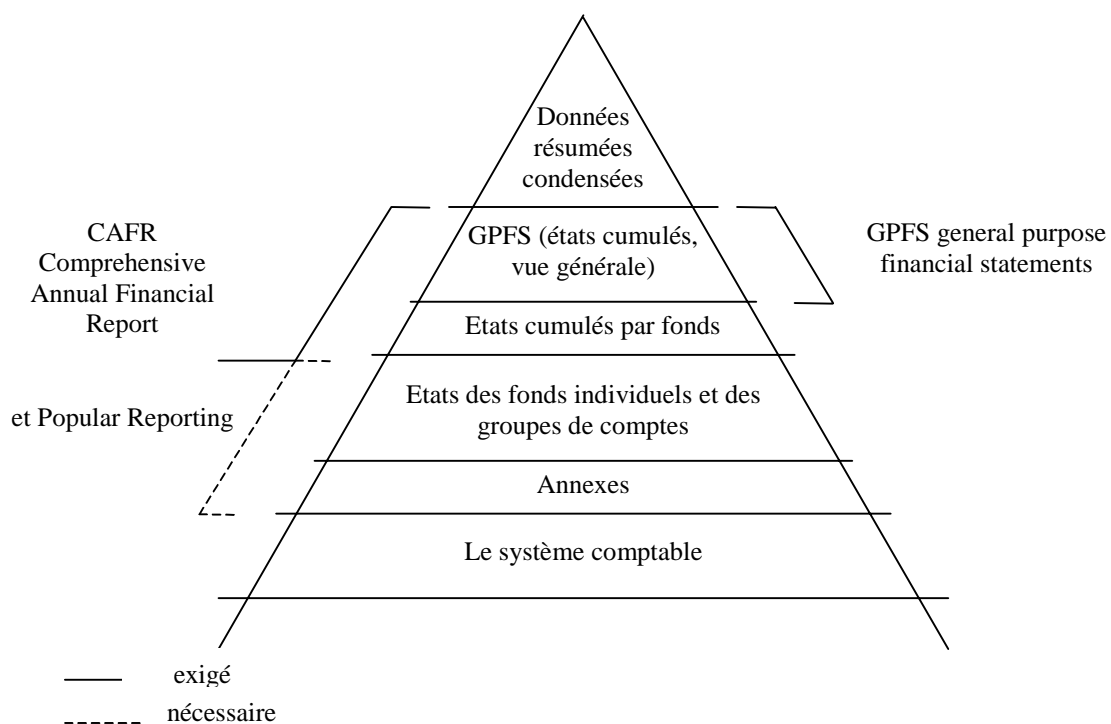 Données
résumées
condensées
CAFR
Comprehensive
Annual Financial
Report
GPFS (états cumulés,
vue générale)
GPFS general purpose
financial statements
Etats cumulés par fonds
et Popular Reporting
Etats des fonds individuels et des
groupes de comptes
Annexes
Le système comptable
exigé
nécessaire